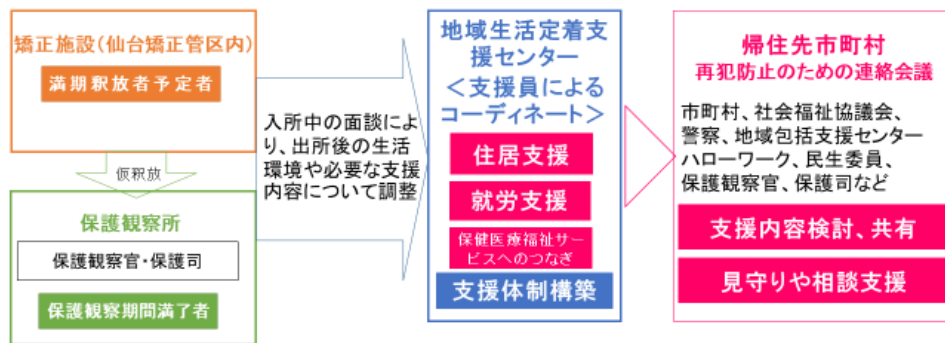 矯正施設(仙台矯正管区内)
満期釈放者予定者
仮釈放
保護観察所
保護観察官・保護司
保護観察期間満了者
入所中の面談によ
り、出所後の生活
環境や必要な支援
内容について調整
地域生活定着支
援センター
＜支援員による
コーディネート＞
住居支援
就労支援
保健医療福祉サー
ビスへのつなぎ
支援体制構築
帰住先市町村
再犯防止のための連絡会議
市町村、社会福祉協議会、
警察、地域包括支援センター
ハローワーク、民生委員、
保護観察官、保護司など
支援内容検討、共有
見守りや相談支援